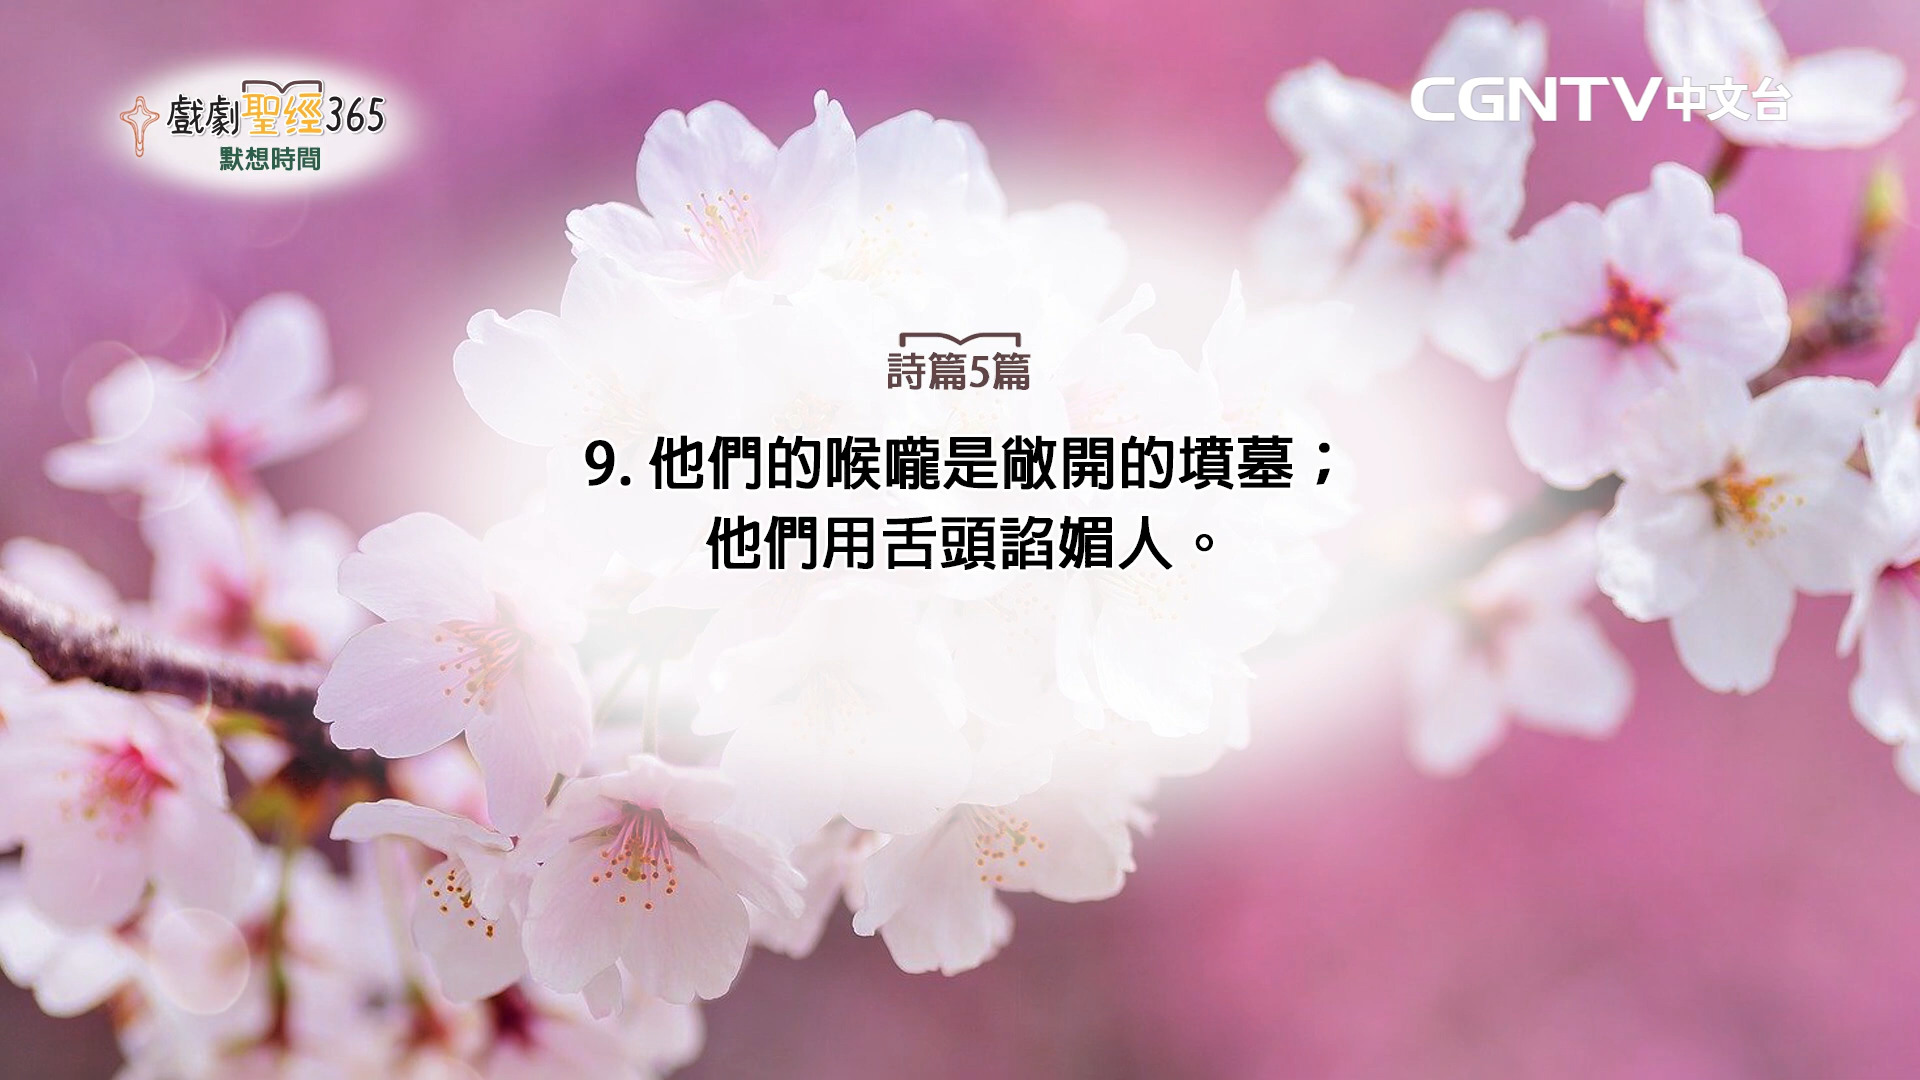 戲劇聖經365
默想時間
CGNTV中文台
詩篇5篇
9. 他們的喉嚨是敞開的墳墓；
他們用舌頭諂媚人。